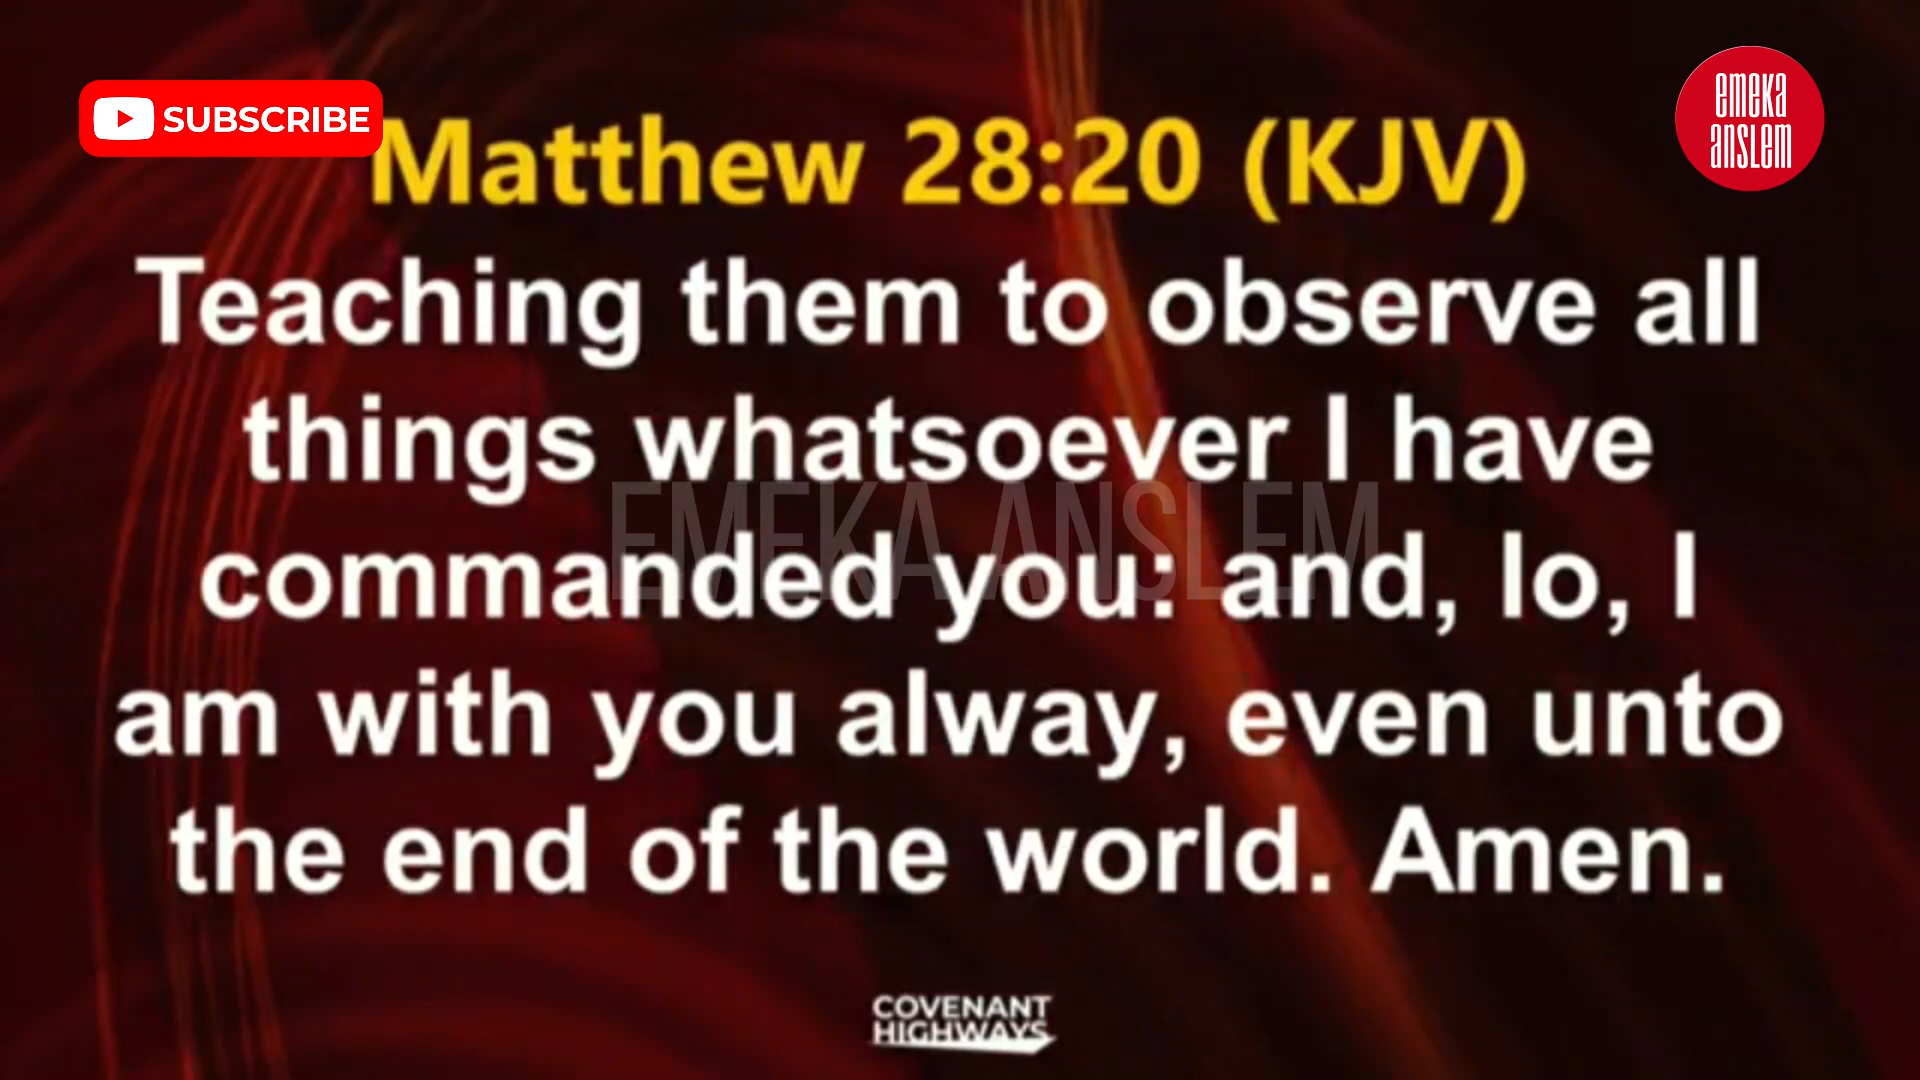 SUBSCRIBE
emeka
anslem
Matthew 28:20 (KJV)
Teaching them to observe all
things whatsoever I have
commanded you: and, lo, I
am with you alway, even unto
the end of the world. Amen.
EMEKA ANSLEM
COVENANT
HIGHWAYS